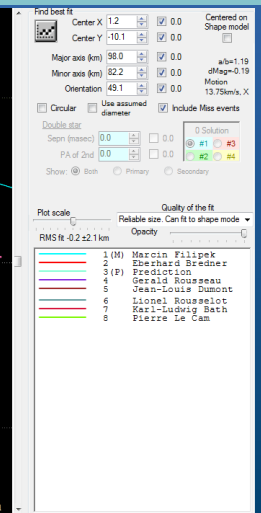 Find best fit
Center X 1.2 0.0 Centered on
Shape model
Center Y -10.1 0.0
Major axis (km) 98.0 0.0 a/b=1.19
Minor axis (km) 82.2 0.0 dMag=-0.19
Orientation 49.1 0.0 Motion
13.75km/s, X
Circular Use assumed
diameter Include Miss events
Double star
Sepn (masec) 0.0 0.0 0 Solution
#1 #3
PA of 2nd 0.0 0.0 #2 #4
Show: Both Primary Secondary
Plot scale Quality of the fit
Reliable size. Can fit to shape mode
RMS fit -0.2 ±2.1 km Opacity
1(M) Marcin Filipek
2 Eberhard Bredner
3(P) Prediction
4 Gerald Rousseau
5 Jean-Louis Dumont
6 Lionel Rousselot
7 Karl-Ludwig Bath
8 Pierre Le Cam